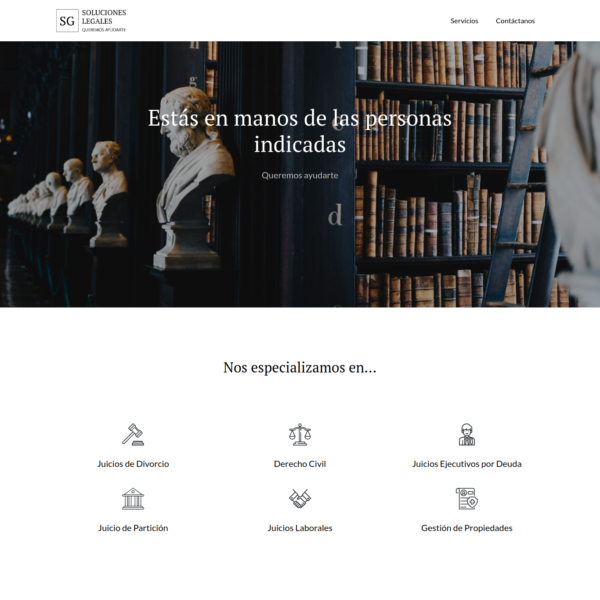 SG
SOLUCIONES
LEGALES
QUEREMOS AYUDARTE
Servicios
Contáctanos
Estás en manos de las personas
indicadas
Queremos ayudarte
d
Nos especializamos en...
Juicios de Divorcio
Derecho Civil
Juicios Ejecutivos por Deuda
Juicio de Partición
Juicios Laborales
Gestión de Propiedades